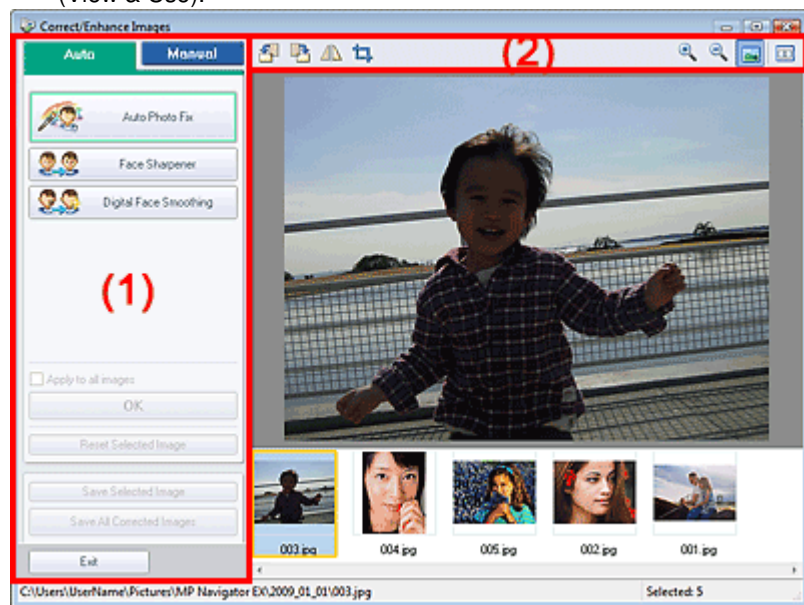 (View & Use).
Correct/Enhance Images
Auto
Manual
(2)
Auto Photo Fix
Face Sharpener
Digital Face Smoothing
(1)
Apply to all images
OK
Reset Selected Image
Save Selected Image
Save All Corrected Images
Exit
003.jpg
004.jpg
005.jpg
002.jpg
001.jpg
C:\Users\UserName\Pictures\MP Navigator EX\2009_01_01\003.jpg
Selected: 5